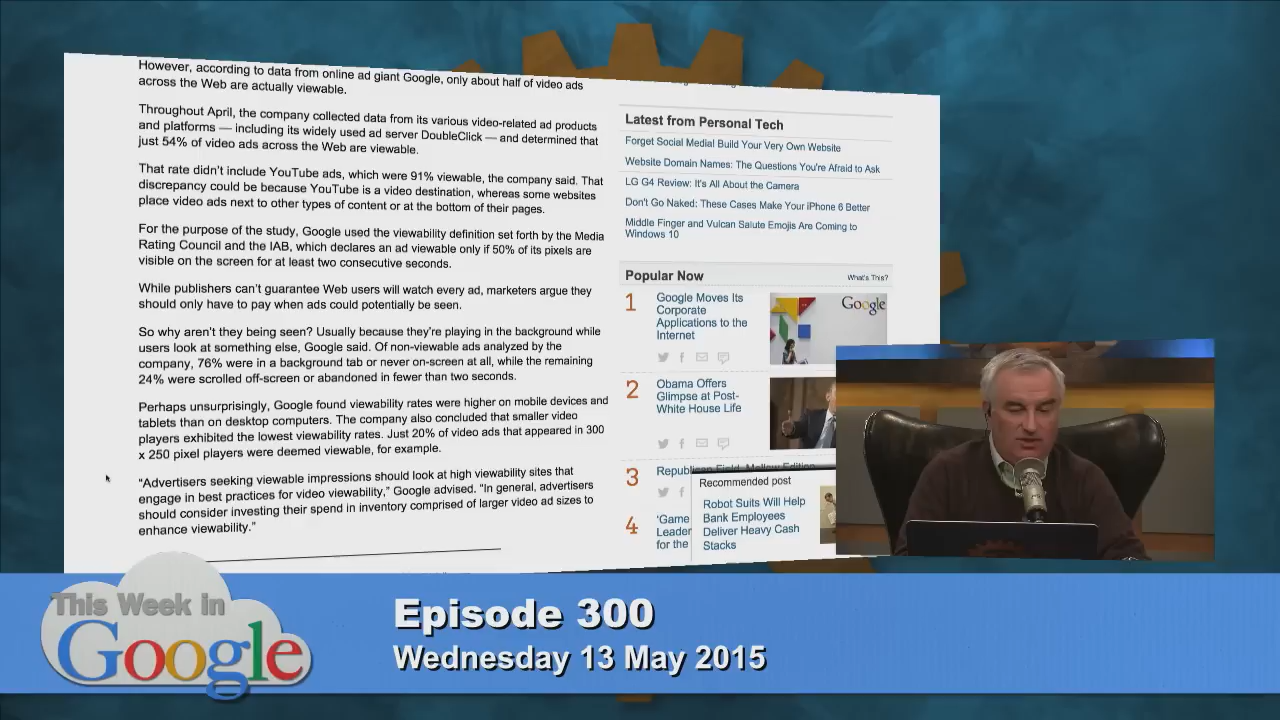 However, according to data from online ad giant Google, only about half of video ads
across the Web are actually viewable.
Throughout April, the company collected data from its various video-related ad products
and platforms — including its widely used ad server DoubleClick — and determined that
just 54% of video ads across the Web are viewable.
That rate didn’t include YouTube ads, which were 91% viewable, the company said. That
discrepancy could be because YouTube is a video destination, whereas some websites
place video ads next to other types of content or at the bottom of their pages.
For the purpose of the study, Google used the viewability definition set forth by the Media
Rating Council and the IAB, which declares an ad viewable only if 50% of its pixels are
visible on the screen for at least two consecutive seconds.
While publishers can’t guarantee Web users will watch every ad, marketers argue they
should only have to pay when ads could potentially be seen.
So why aren’t they being seen? Usually because they’re playing in the background while
users look at something else, Google said. Of non-viewable ads analyzed by the
company, 76% were in a background tab or never on-screen at all, while the remaining
24% were scrolled off-screen or abandoned in fewer than two seconds.
Perhaps unsurprisingly, Google found viewability rates were higher on mobile devices and
tablets than on desktop computers. The company also concluded that smaller video
players exhibited the lowest viewability rates. Just 20% of video ads that appeared in 300
x 250 pixel players were deemed viewable, for example.
“Advertisers seeking viewable impressions should look at high viewability sites that
engage in best practices for video viewability,” Google advised. “In general, advertisers
should consider investing their spend in inventory comprised of larger video ad sizes to
enhance viewability.”
Latest from Personal Tech
Forget Social Media! Build Your Very Own Website
Website Domain Names: The Questions You're Afraid to Ask
LG G4 Review: It's All About the Camera
Don't Go Naked: These Cases Make Your iPhone 6 Better
Middle Finger and Vulcan Salute Emojis Are Coming to
Windows 10
Popular Now
What's This?
1
Google Moves Its
Corporate
Applications to the
Internet
Google
2
Obama Offers
Glimpse at Post-
White House Life
3
Republican Field: Mellow Edition
4
'Game
Leader
for the
Recommended post
Robot Suits Will Help
Bank Employees
Deliver Heavy Cash
Stacks
This Week in
Google
Episode 300
Wednesday 13 May 2015